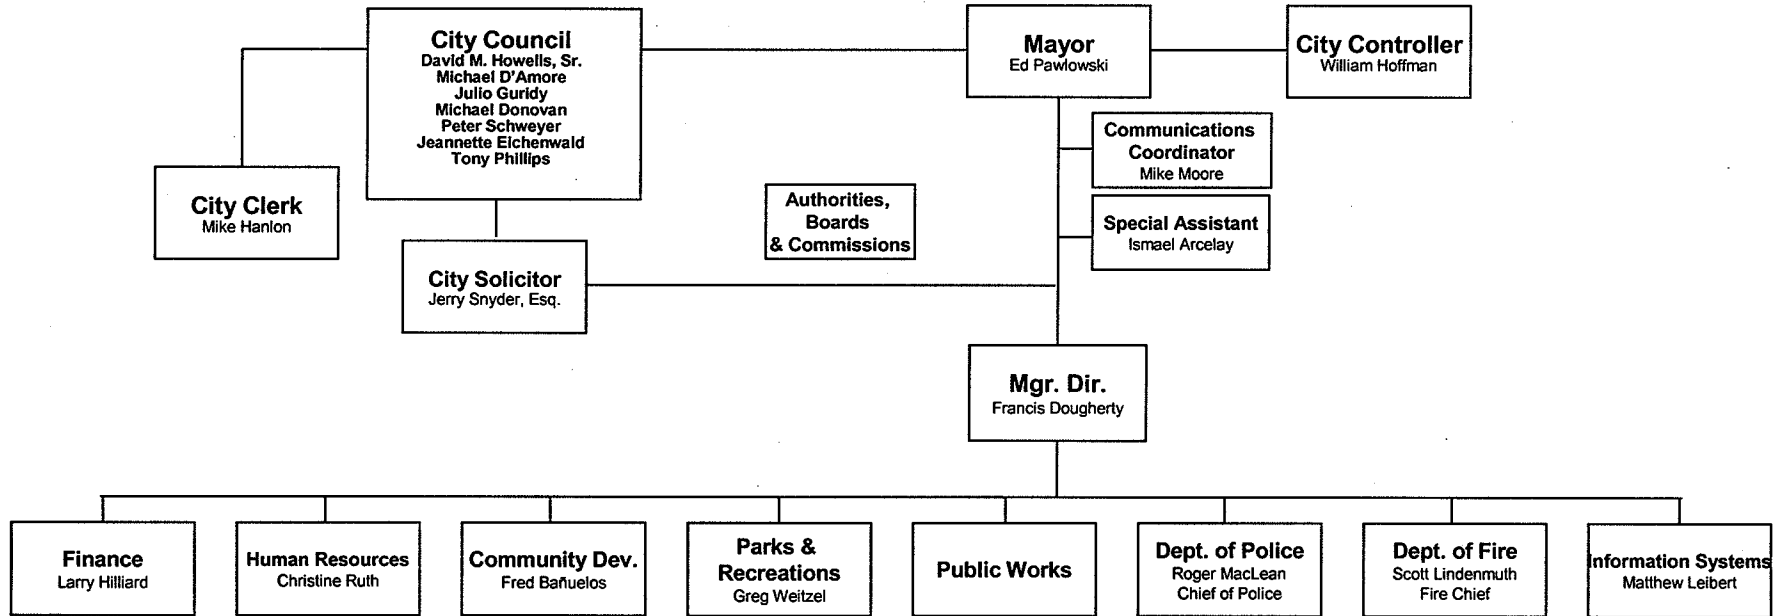 City Council
David M. Howells, Sr.
Michael D'Amore
Julio Guridy
Michael Donovan
Peter Schweyer
Jeannette Eichenwald
Tony Phillips
Mayor
Ed Pawlowski
City Controller
William Hoffman
Communications
Coordinator
Mike Moore
City Clerk
Mike Hanlon
Authorities,
Boards
& Commissions
Special Assistant
Ismael Arcelay
City Solicitor
Jerry Snyder, Esq.
Mgr. Dir.
Francis Dougherty
Finance
Larry Hilliard
Human Resources
Christine Ruth
Community Dev.
Fred Bañuelos
Parks &
Recreations
Greg Weitzel
Public Works
Dept. of Police
Roger MacLean
Chief of Police
Dept. of Fire
Scott Lindenmuth
Fire Chief
Information Systems
Matthew Leibert